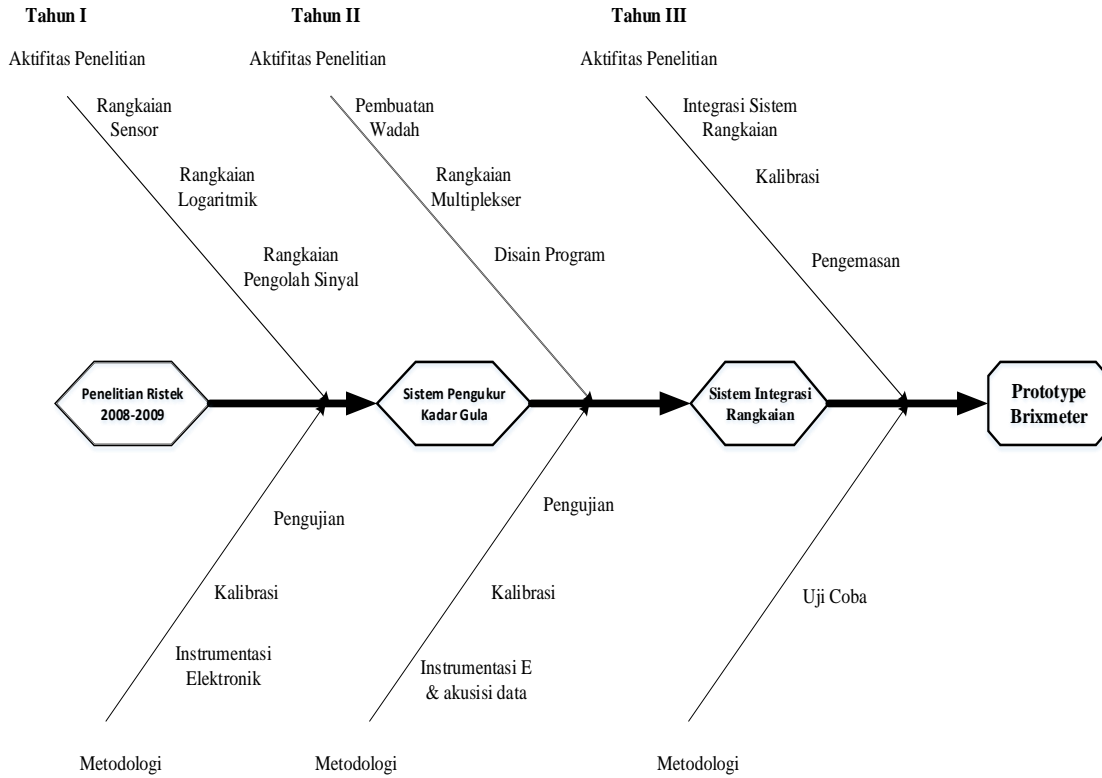 Tahun I
Tahun II
Tahun III
Aktifitas Penelitian
Aktifitas Penelitian
Aktifitas Penelitian
Rangkaian
Sensor
Rangkaian
Logaritmik
Rangkaian
Pengolah Sinyal
Pembuatan
Wadah
Rangkaian
Multiplekser
Disain Program
Integrasi Sistem
Rangkaian
Kalibrasi
Pengemasan
Penelitian Ristek
2008-2009
Sistem Pengukur
Kadar Gula
Sistem Integrasi
Rangkaian
Prototype
Brixmeter
Pengujian
Kalibrasi
Instrumentasi
Elektronik
Pengujian
Kalibrasi
Instrumentasi E
& akusisi data
Uji Coba
Metodologi
Metodologi
Metodologi